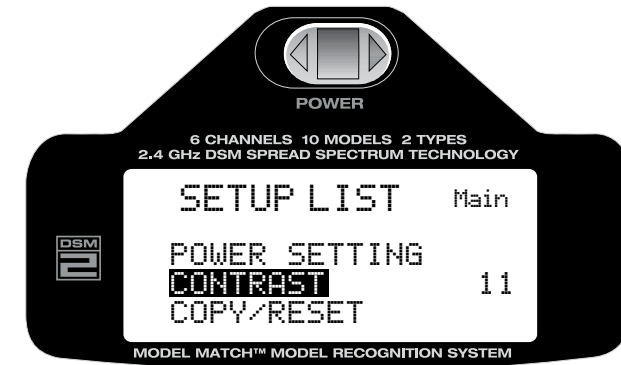 POWER
6 CHANNELS 10 MODELS 2 TYPES
2.4 GHz DSM SPREAD SPECTRUM TECHNOLOGY
SETUP LIST Main
DSM
2
POWER SETTING
CONTRAST 11
COPY/RESET
MODEL MATCH™ MODEL RECOGNITION SYSTEM